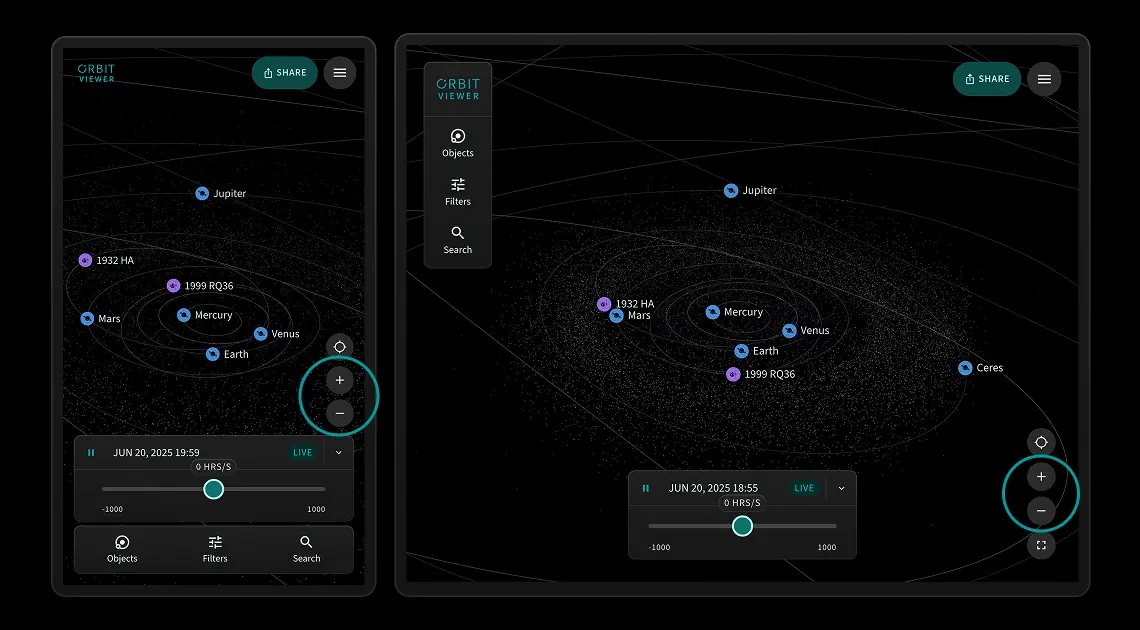 ORBIT
VIEWER
SHARE
Jupiter
1932 HA
1999 RQ36
Mars
Mercury
Venus
Earth
JUN 20, 2025 19:59
LIVE
0 HRS/S
-1000
1000
Objects
Filters
Search
ORBIT
VIEWER
Objects
Filters
Search
SHARE
Jupiter
1932 HA
Mars
Mercury
Venus
Earth
1999 RQ36
Ceres
JUN 20, 2025 18:55
LIVE
0 HRS/S
-1000
1000